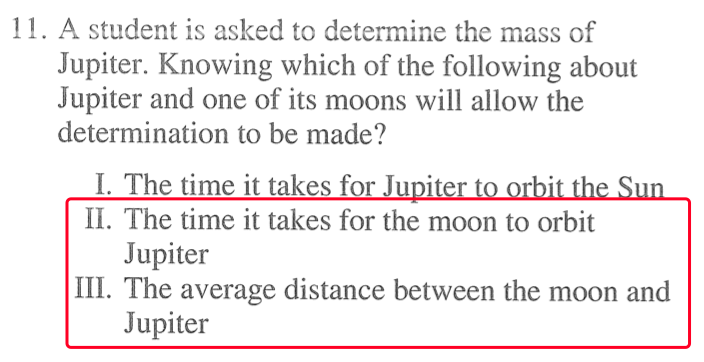 11. A student is asked to determine the mass of
Jupiter. Knowing which of the following about
Jupiter and one of its moons will allow the
determination to be made?
I. The time it takes for Jupiter to orbit the Sun
II. The time it takes for the moon to orbit
Jupiter
III. The average distance between the moon and
Jupiter